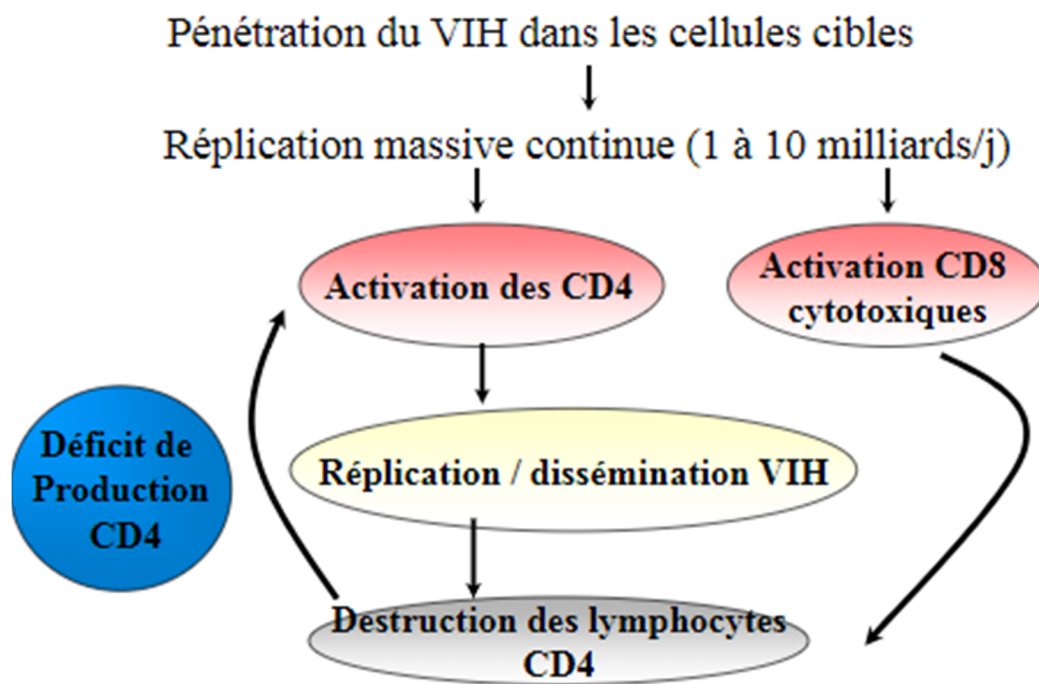 Pénétration du VIH dans les cellules cibles
Réplication massive continue (1 à 10 milliards/j)
Activation des CD4
Activation CD8
cytotoxiques
Déficit de
Production
CD4
Réplication / dissémination VIH
Destruction des lymphocytes
CD4